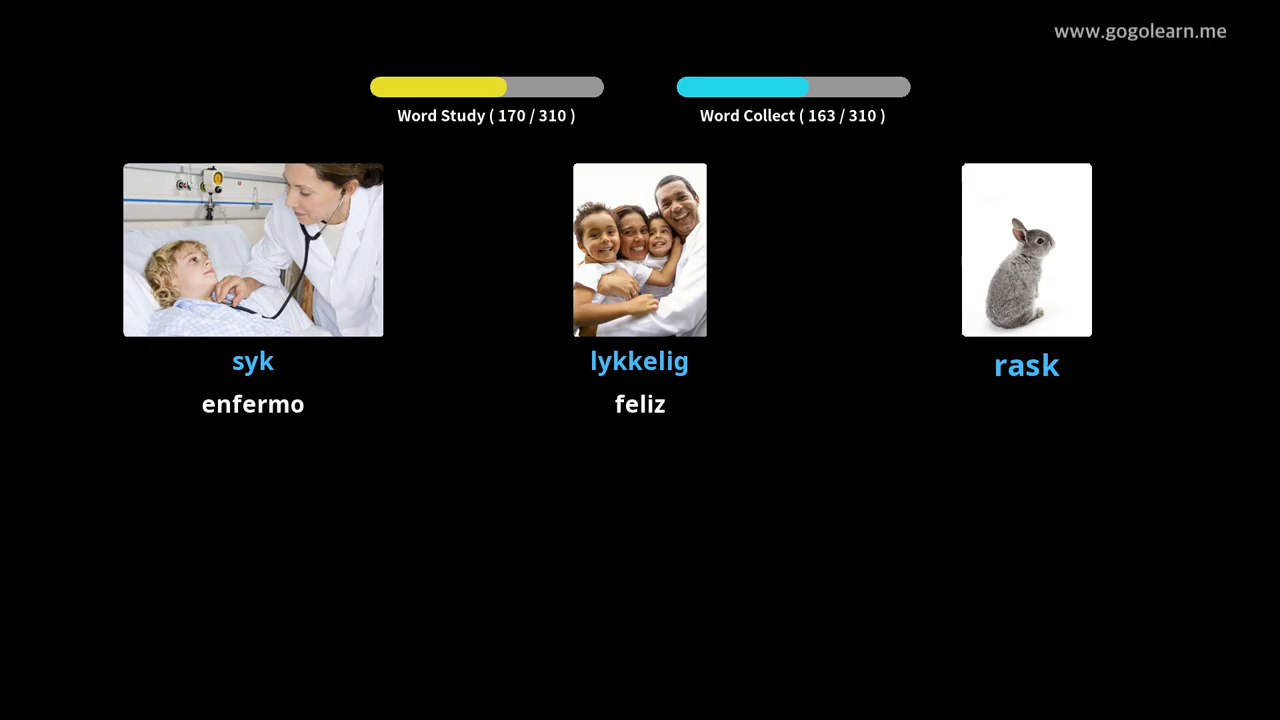 www.gogolearn.me
Word Study ( 170 / 310 )
Word Collect ( 163 / 310 )
syk
enfermo
lykkelig
feliz
rask